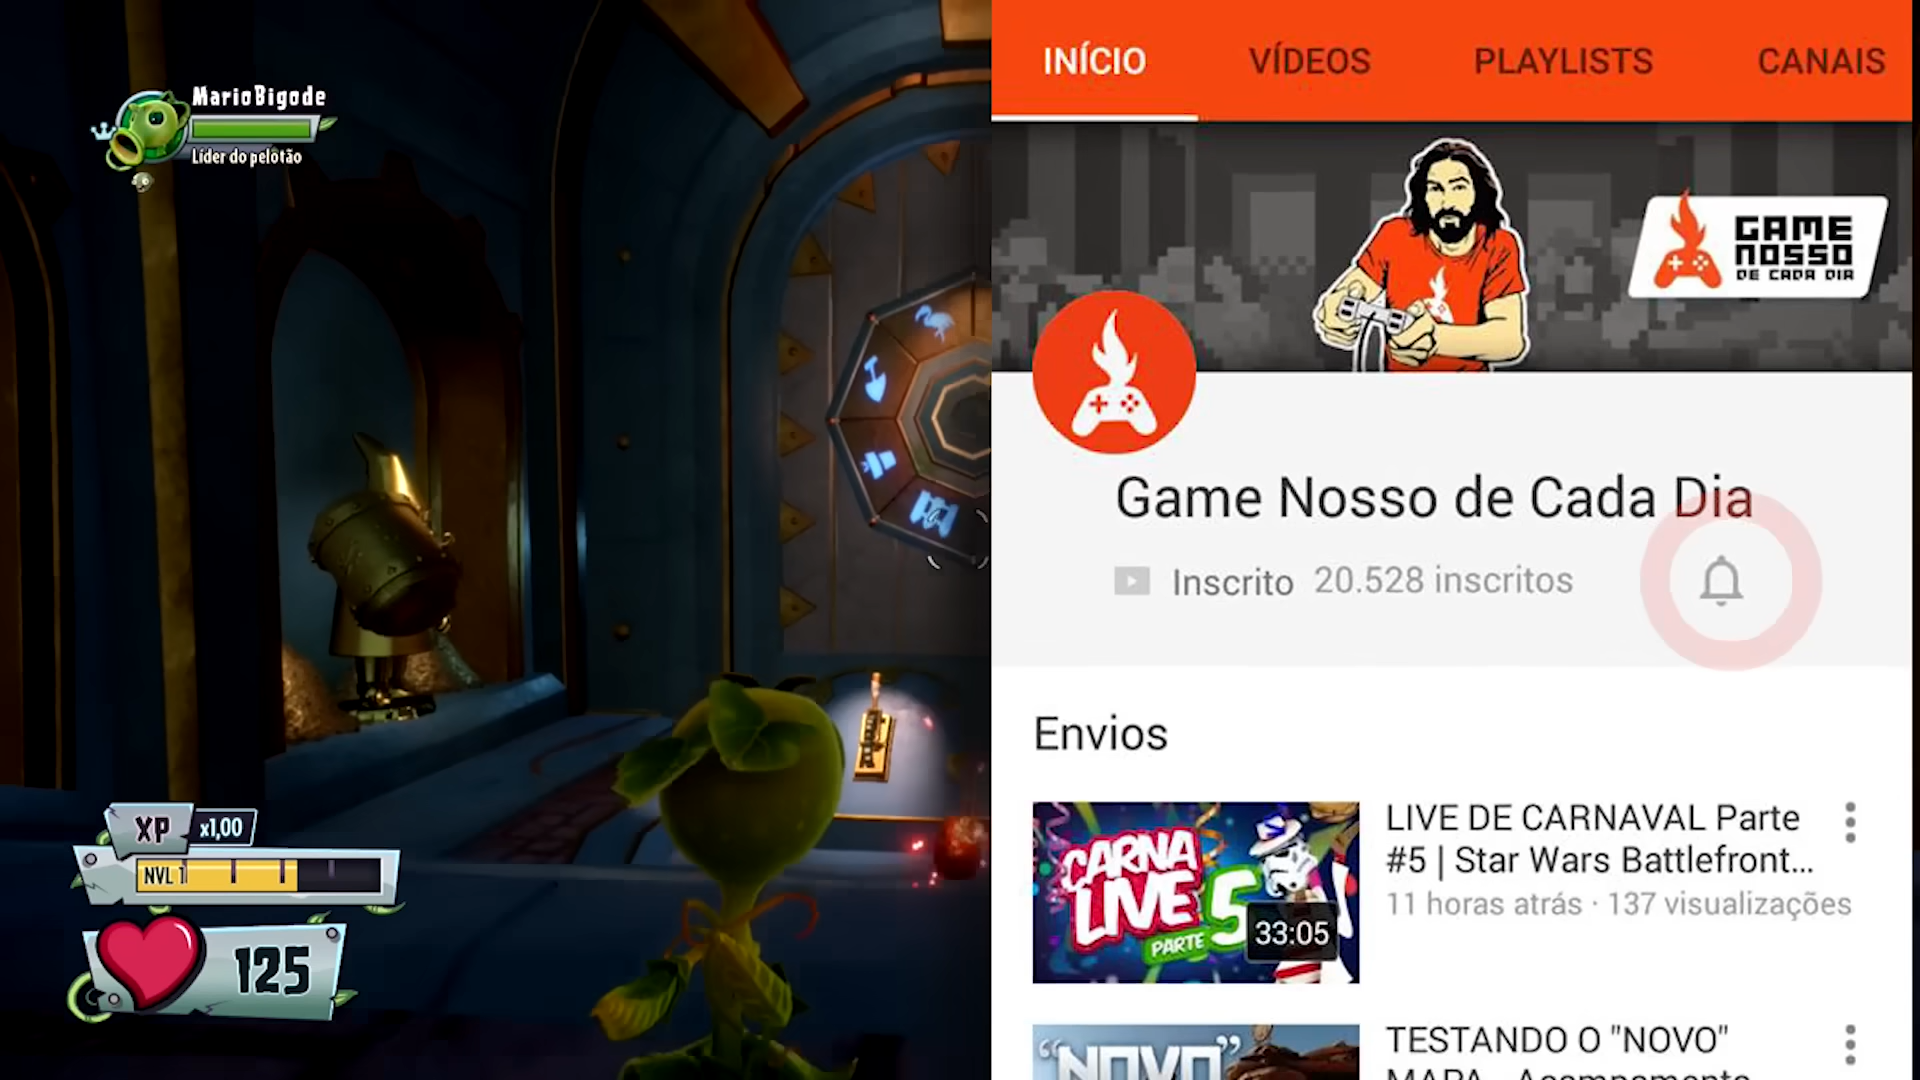 MarioBigode
Líder do pelotão
XP
x1,00
NVL 1
125
INÍCIO
VÍDEOS
PLAYLISTS
CANAIS
GAME
NOSSO
DE CADA DIA
Game Nosso de Cada Dia
Inscrito
20.528 inscritos
Envios
CARNA
LIVE 5
PARTE
33:05
LIVE DE CARNAVAL Parte
#5 | Star Wars Battlefront...
11 horas atrás · 137 visualizações
"NOVO"
TESTANDO O "NOVO"
MAPA - Acampamento